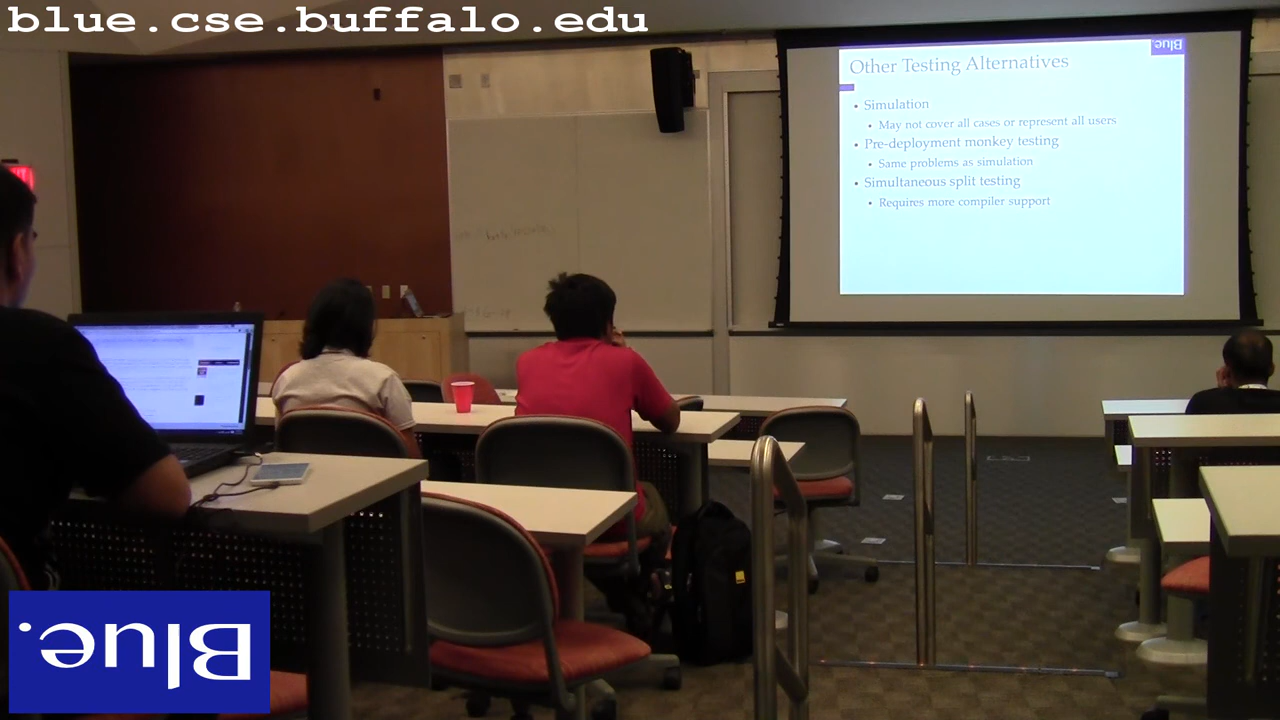 blue.cse.buffalo.edu
Blue.
Other Testing Alternatives
• Simulation
• May not cover all cases or represent all users
• Pre-deployment monkey testing
• Same problems as simulation
• Simultaneous split testing
• Requires more compiler support
Blue.